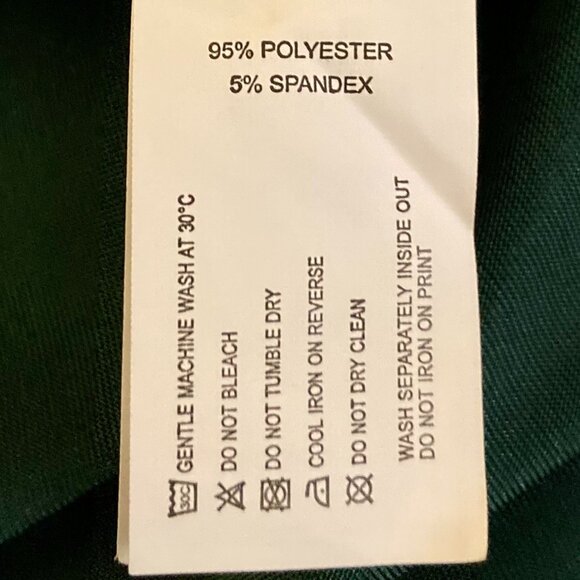 95% POLYESTER
5% SPANDEX
30C GENTLE MACHINE WASH AT 30°C
DO NOT BLEACH
DO NOT TUMBLE DRY
COOL IRON ON REVERSE
DO NOT DRY CLEAN
WASH SEPARATELY INSIDE OUT
DO NOT IRON ON PRINT